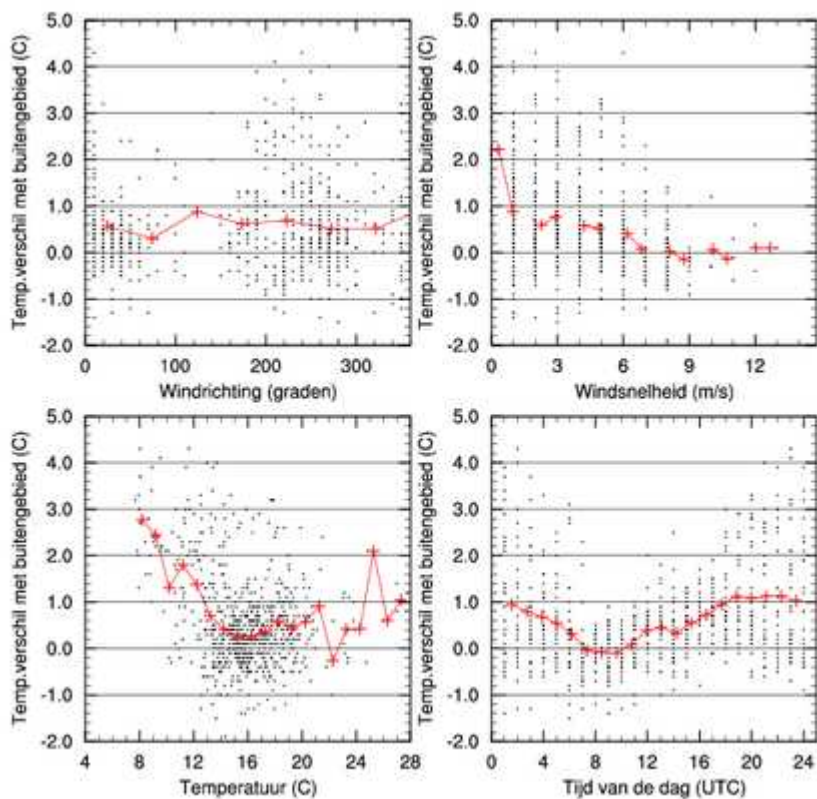 Temp.verschil met buitengebied (C)
5.0
4.0
3.0
2.0
1.0
0.0
-1.0
-2.0
0 100 200 300
Windrichting (graden)
Temp.verschil met buitengebied (C)
5.0
4.0
3.0
2.0
1.0
0.0
-1.0
-2.0
0 3 6 9 12
Windsnelheid (m/s)
Temp.verschil met buitengebied (C)
5.0
4.0
3.0
2.0
1.0
0.0
-1.0
-2.0
4 8 12 16 20 24 28
Temperatuur (C)
Temp.verschil met buitengebied (C)
5.0
4.0
3.0
2.0
1.0
0.0
-1.0
-2.0
0 4 8 12 16 20 24
Tijd van de dag (UTC)